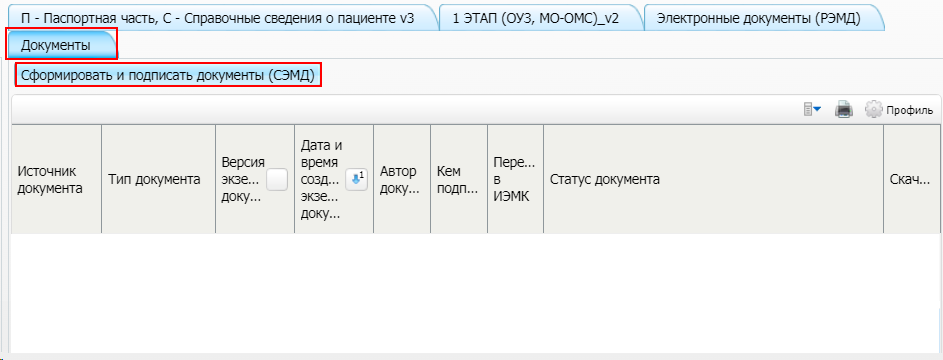 П - Паспортная часть, С - Справочные сведения о пациенте v3
1 ЭТАП (ОУЗ, МО-ОМС)_v2
Электронные документы (РЭМД)
Документы
Сформировать и подписать документы (СЭМД)
Профиль
Источник
документа
Тип документа
Версия
экзе...
доку...
Дата и
время
созд...
экзе...
доку...
1
Автор
доку...
Кем
подп...
Пере...
в
ИЭМК
Статус документа
Скач...